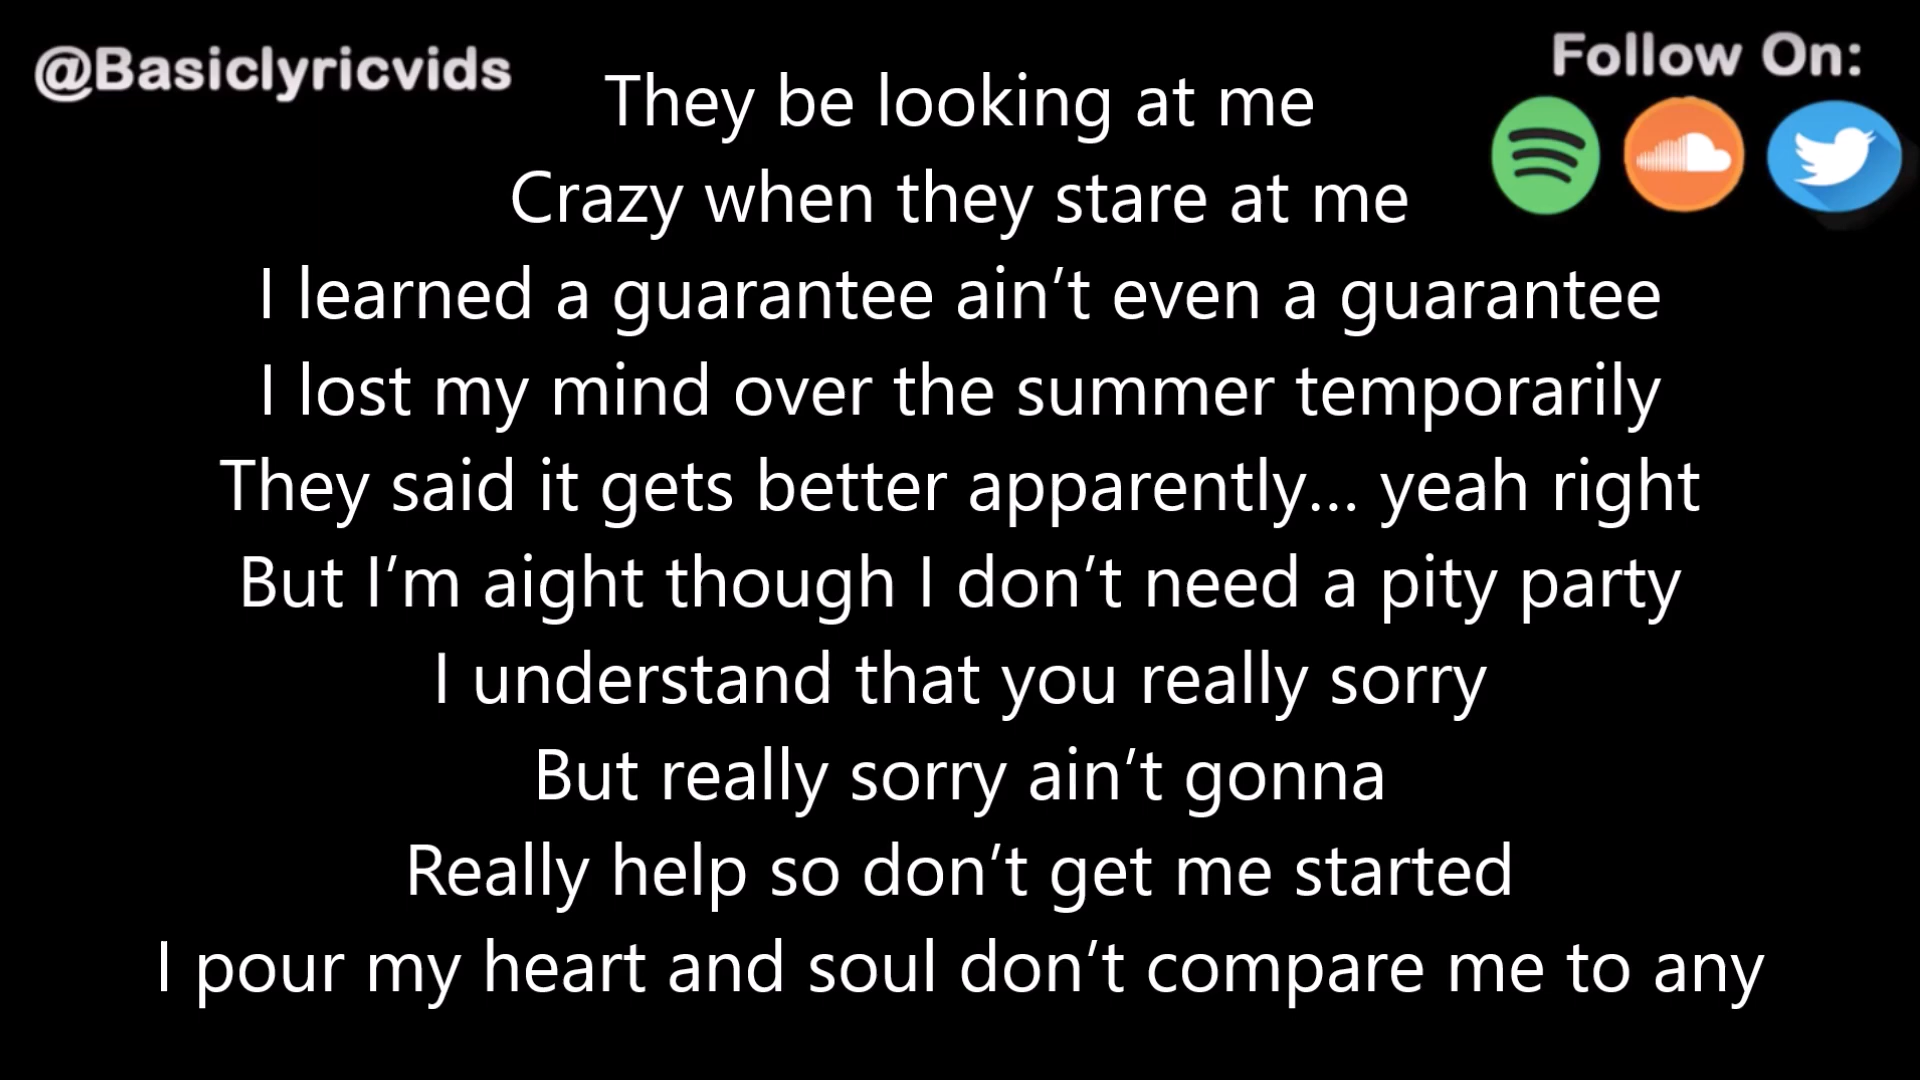 @Basiclyricvids
Follow On:
They be looking at me
Crazy when they stare at me
I learned a guarantee ain’t even a guarantee
I lost my mind over the summer temporarily
They said it gets better apparently... yeah right
But I’m aight though I don’t need a pity party
I understand that you really sorry
But really sorry ain’t gonna
Really help so don’t get me started
I pour my heart and soul don’t compare me to any